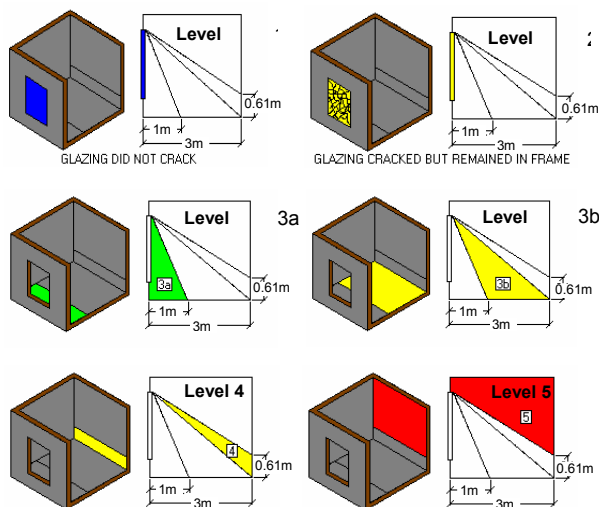 Level
0.61m
1m
3m
GLAZING DID NOT CRACK
Level 2
0.61m
1m
3m
GLAZING CRACKED BUT REMAINED IN FRAME
Level 3a
3a
0.61m
1m
3m
Level 3b
3b
0.61m
1m
3m
Level 4
4
0.61m
1m
3m
Level 5
5
0.61m
1m
3m